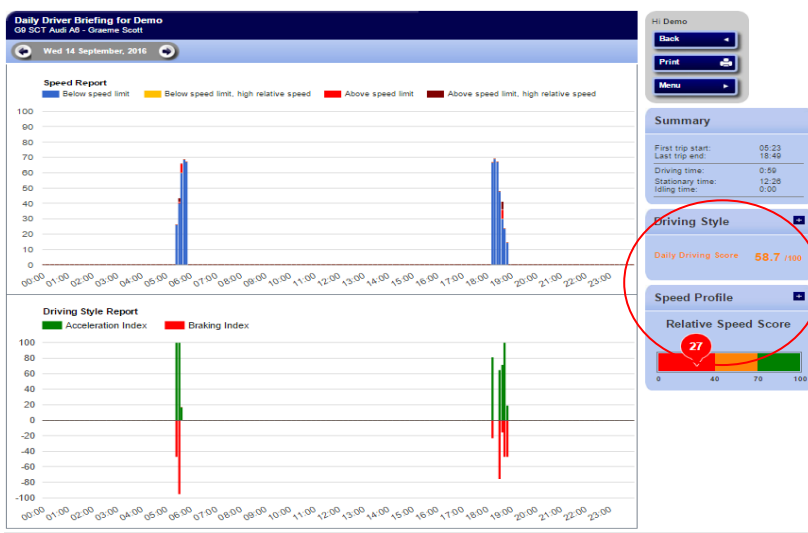 Daily Driver Briefing for Demo
G9 SCT Audi A6 - Graeme Scott
Wed 14 September, 2016
Speed Report
Below speed limit Below speed limit, high relative speed Above speed limit Above speed limit, high relative speed
100
90
80
70
60
50
40
30
20
10
0
00:00 01:00 02:00 03:00 04:00 05:00 06:00 07:00 08:00 09:00 10:00 11:00 12:00 13:00 14:00 15:00 16:00 17:00 18:00 19:00 20:00 21:00 22:00 23:00
Driving Style Report
Acceleration Index Braking Index
100
80
60
40
20
0
-20
-40
-60
-80
-100
00:00 01:00 02:00 03:00 04:00 05:00 06:00 07:00 08:00 09:00 10:00 11:00 12:00 13:00 14:00 15:00 16:00 17:00 18:00 19:00 20:00 21:00 22:00 23:00
Hi Demo
Back
Print
Menu
Summary
First trip start: 05:23
Last trip end: 18:49
Driving time: 0:59
Stationary time: 12:26
Idling time: 0:00
Driving Style +
Daily Driving Score 58.7 /100
Speed Profile +
Relative Speed Score
27
0 40 70 100